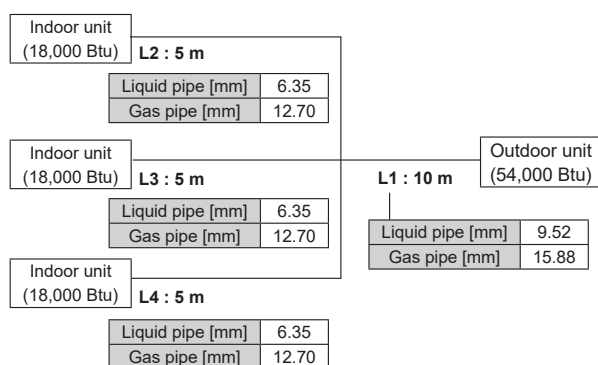 Indoor unit
(18,000 Btu)
L2 : 5 m
Liquid pipe [mm] 6.35
Gas pipe [mm] 12.70
Indoor unit
(18,000 Btu)
L3 : 5 m
Liquid pipe [mm] 6.35
Gas pipe [mm] 12.70
Indoor unit
(18,000 Btu)
L4 : 5 m
Liquid pipe [mm] 6.35
Gas pipe [mm] 12.70
L1 : 10 m
Outdoor unit
(54,000 Btu)
Liquid pipe [mm] 9.52
Gas pipe [mm] 15.88